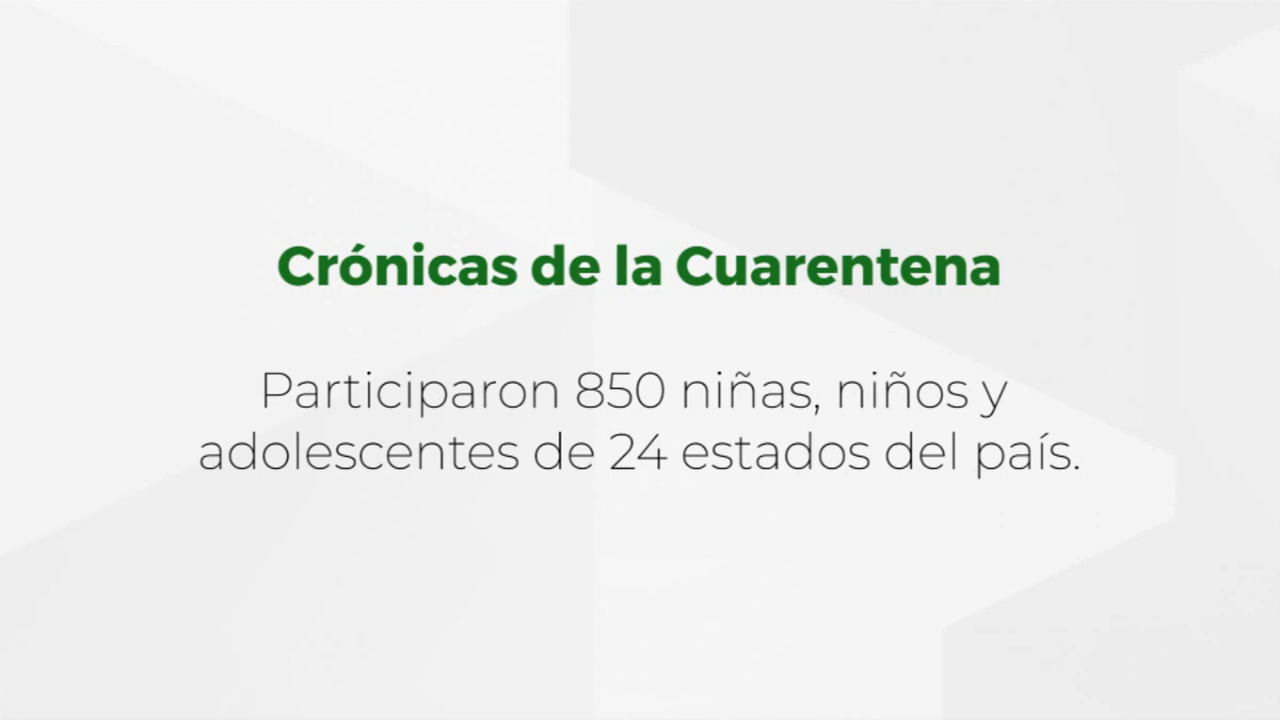 Crónicas de la Cuarentena
Participaron 850 niñas, niños y
adolescentes de 24 estados del país.